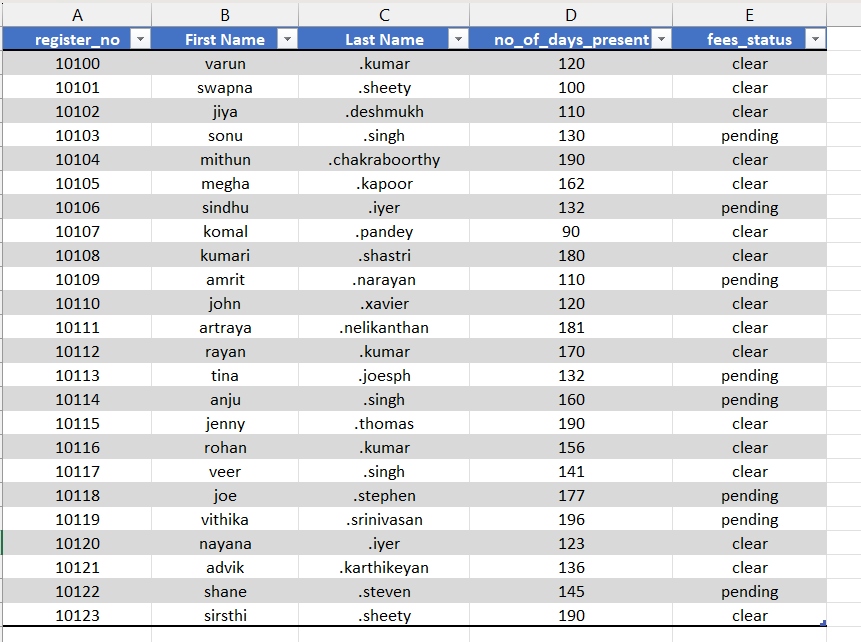 A B C D E
register_no First Name Last Name no_of_days_present fees_status
10100 varun .kumar 120 clear
10101 swapna .sheety 100 clear
10102 jiya .deshmukh 110 clear
10103 sonu .singh 130 pending
10104 mithun .chakraboorthy 190 clear
10105 megha .kapoor 162 clear
10106 sindhu .iyer 132 pending
10107 komal .pandey 90 clear
10108 kumari .shastri 180 clear
10109 amrit .narayan 110 pending
10110 john .xavier 120 clear
10111 artraya .nelikanthan 181 clear
10112 rayan .kumar 170 clear
10113 tina .joesph 132 pending
10114 anju .singh 160 pending
10115 jenny .thomas 190 clear
10116 rohan .kumar 156 clear
10117 veer .singh 141 clear
10118 joe .stephen 177 pending
10119 vithika .srinivasan 196 pending
10120 nayana .iyer 123 clear
10121 advik .karthikeyan 136 clear
10122 shane .steven 145 pending
10123 sirsthi .sheety 190 clear